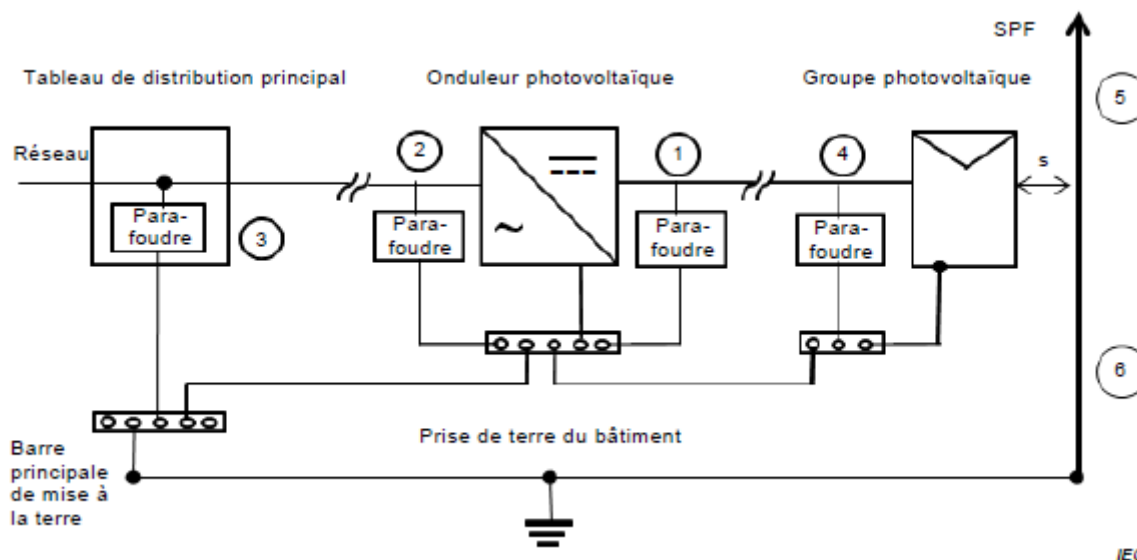 SPF
Tableau de distribution principal
Onduleur photovoltaïque
Groupe photovoltaïque
5
Réseau
2
1
4
s
Para-
foudre
3
Para-
foudre
~
Para-
foudre
Para-
foudre
6
Prise de terre du bâtiment
Barre
principale
de mise à
la terre